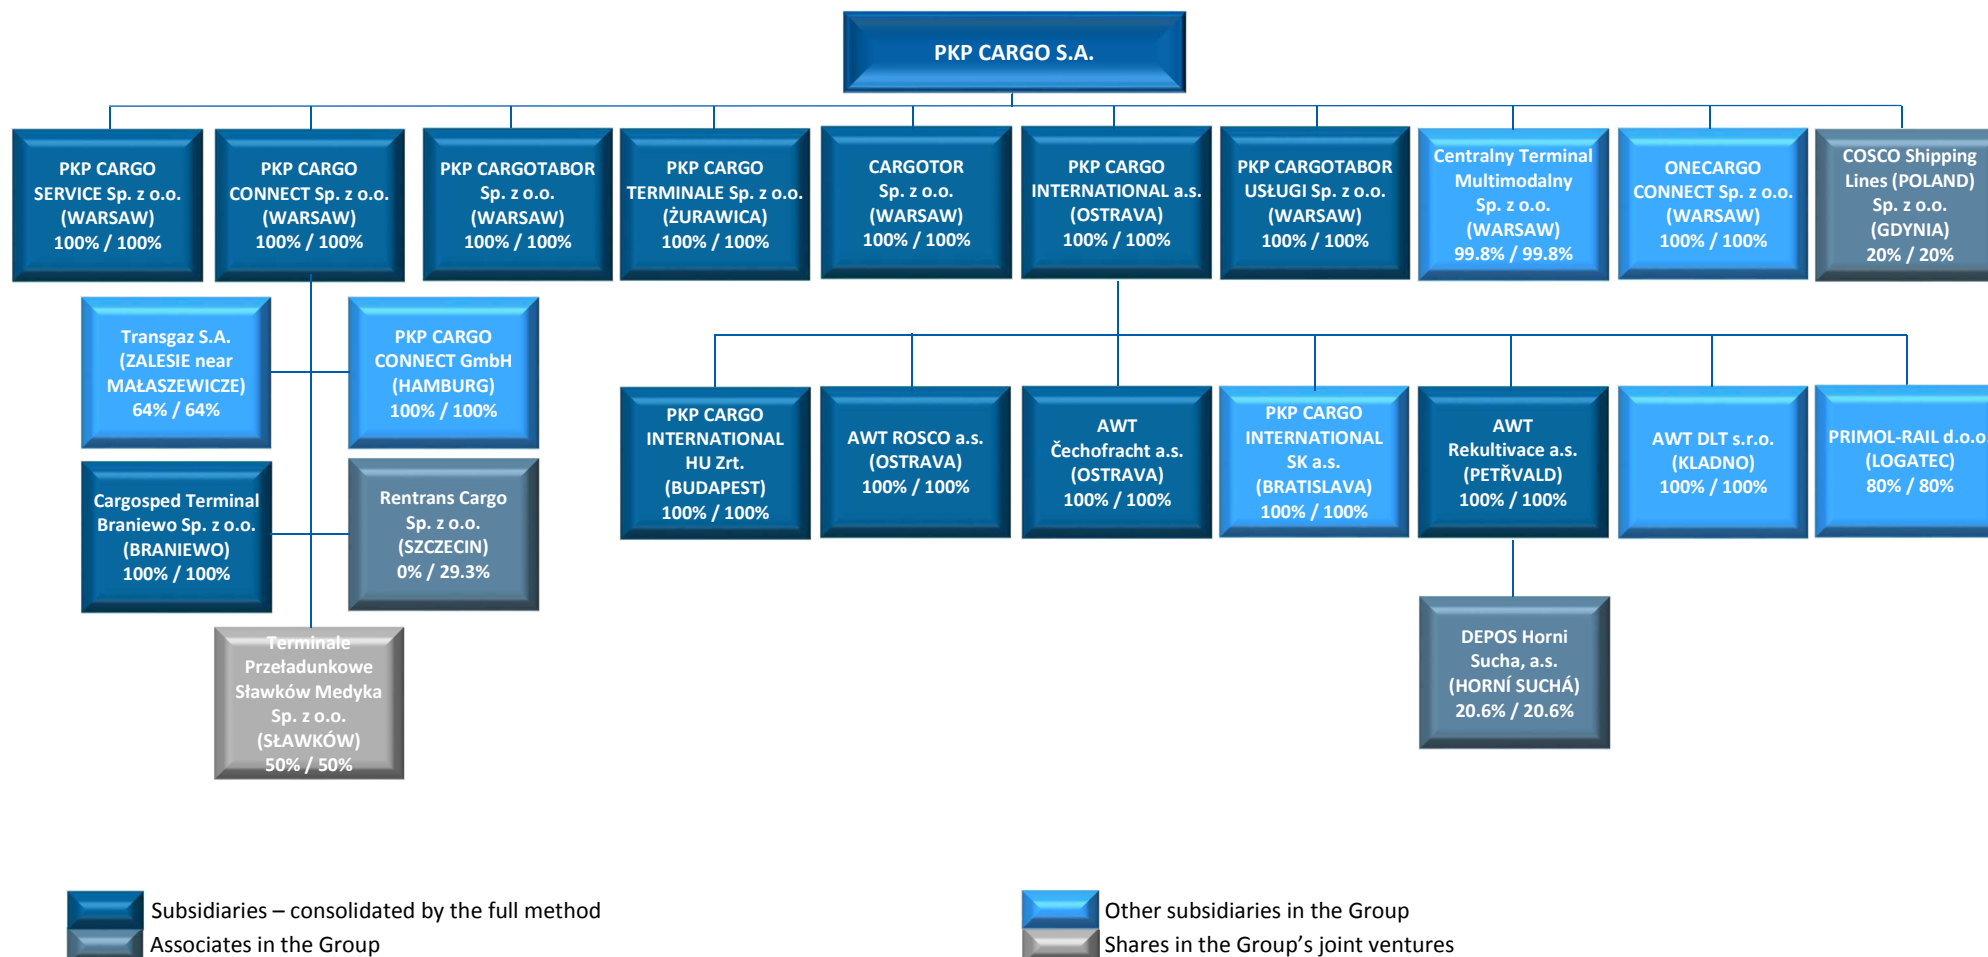 PKP CARGO S.A.
PKP CARGO
SERVICE Sp. z o.o.
(WARSAW)
100% / 100%
PKP CARGO
CONNECT Sp. z o.o.
(WARSAW)
100% / 100%
PKP CARGOTABOR
Sp. z o.o.
(WARSAW)
100% / 100%
PKP CARGO
TERMINALE Sp. z o.o.
(ŻURAWICA)
100% / 100%
CARGOTOR
Sp. z o.o.
(WARSAW)
100% / 100%
PKP CARGO
INTERNATIONAL a.s.
(OSTRAVA)
100% / 100%
PKP CARGOTABOR
USŁUGI Sp. z o.o.
(WARSAW)
100% / 100%
Centralny Terminal
Multimodalny
Sp. z o.o.
(WARSAW)
99.8% / 99.8%
ONECARGO
CONNECT Sp. z o.o.
(WARSAW)
100% / 100%
COSCO Shipping
Lines (POLAND)
Sp. z o.o.
(GDYNIA)
20% / 20%
Transgaz S.A.
(ZALESIE near
MAŁASZEWICZE)
64% / 64%
PKP CARGO
CONNECT GmbH
(HAMBURG)
100% / 100%
Cargosped Terminal
Braniewo Sp. z o.o.
(BRANIEWO)
100% / 100%
Rentrans Cargo
Sp. z o.o.
(SZCZECIN)
0% / 29.3%
Terminale
Przeładunkowe
Sławków Medyka
Sp. z o.o.
(SŁAWKÓW)
50% / 50%
PKP CARGO
INTERNATIONAL
HU Zrt.
(BUDAPEST)
100% / 100%
AWT ROSCO a.s.
(OSTRAVA)
100% / 100%
AWT
Čechofracht a.s.
(OSTRAVA)
100% / 100%
PKP CARGO
INTERNATIONAL
SK a.s.
(BRATISLAVA)
100% / 100%
AWT
Rekultivace a.s.
(PETŘVALD)
100% / 100%
AWT DLT s.r.o.
(KLADNO)
100% / 100%
PRIMOL-RAIL d.o.o.
(LOGATEC)
80% / 80%
DEPOS Horni
Sucha, a.s.
(HORNÍ SUCHÁ)
20.6% / 20.6%
Subsidiaries – consolidated by the full method
Other subsidiaries in the Group
Associates in the Group
Shares in the Group's joint ventures